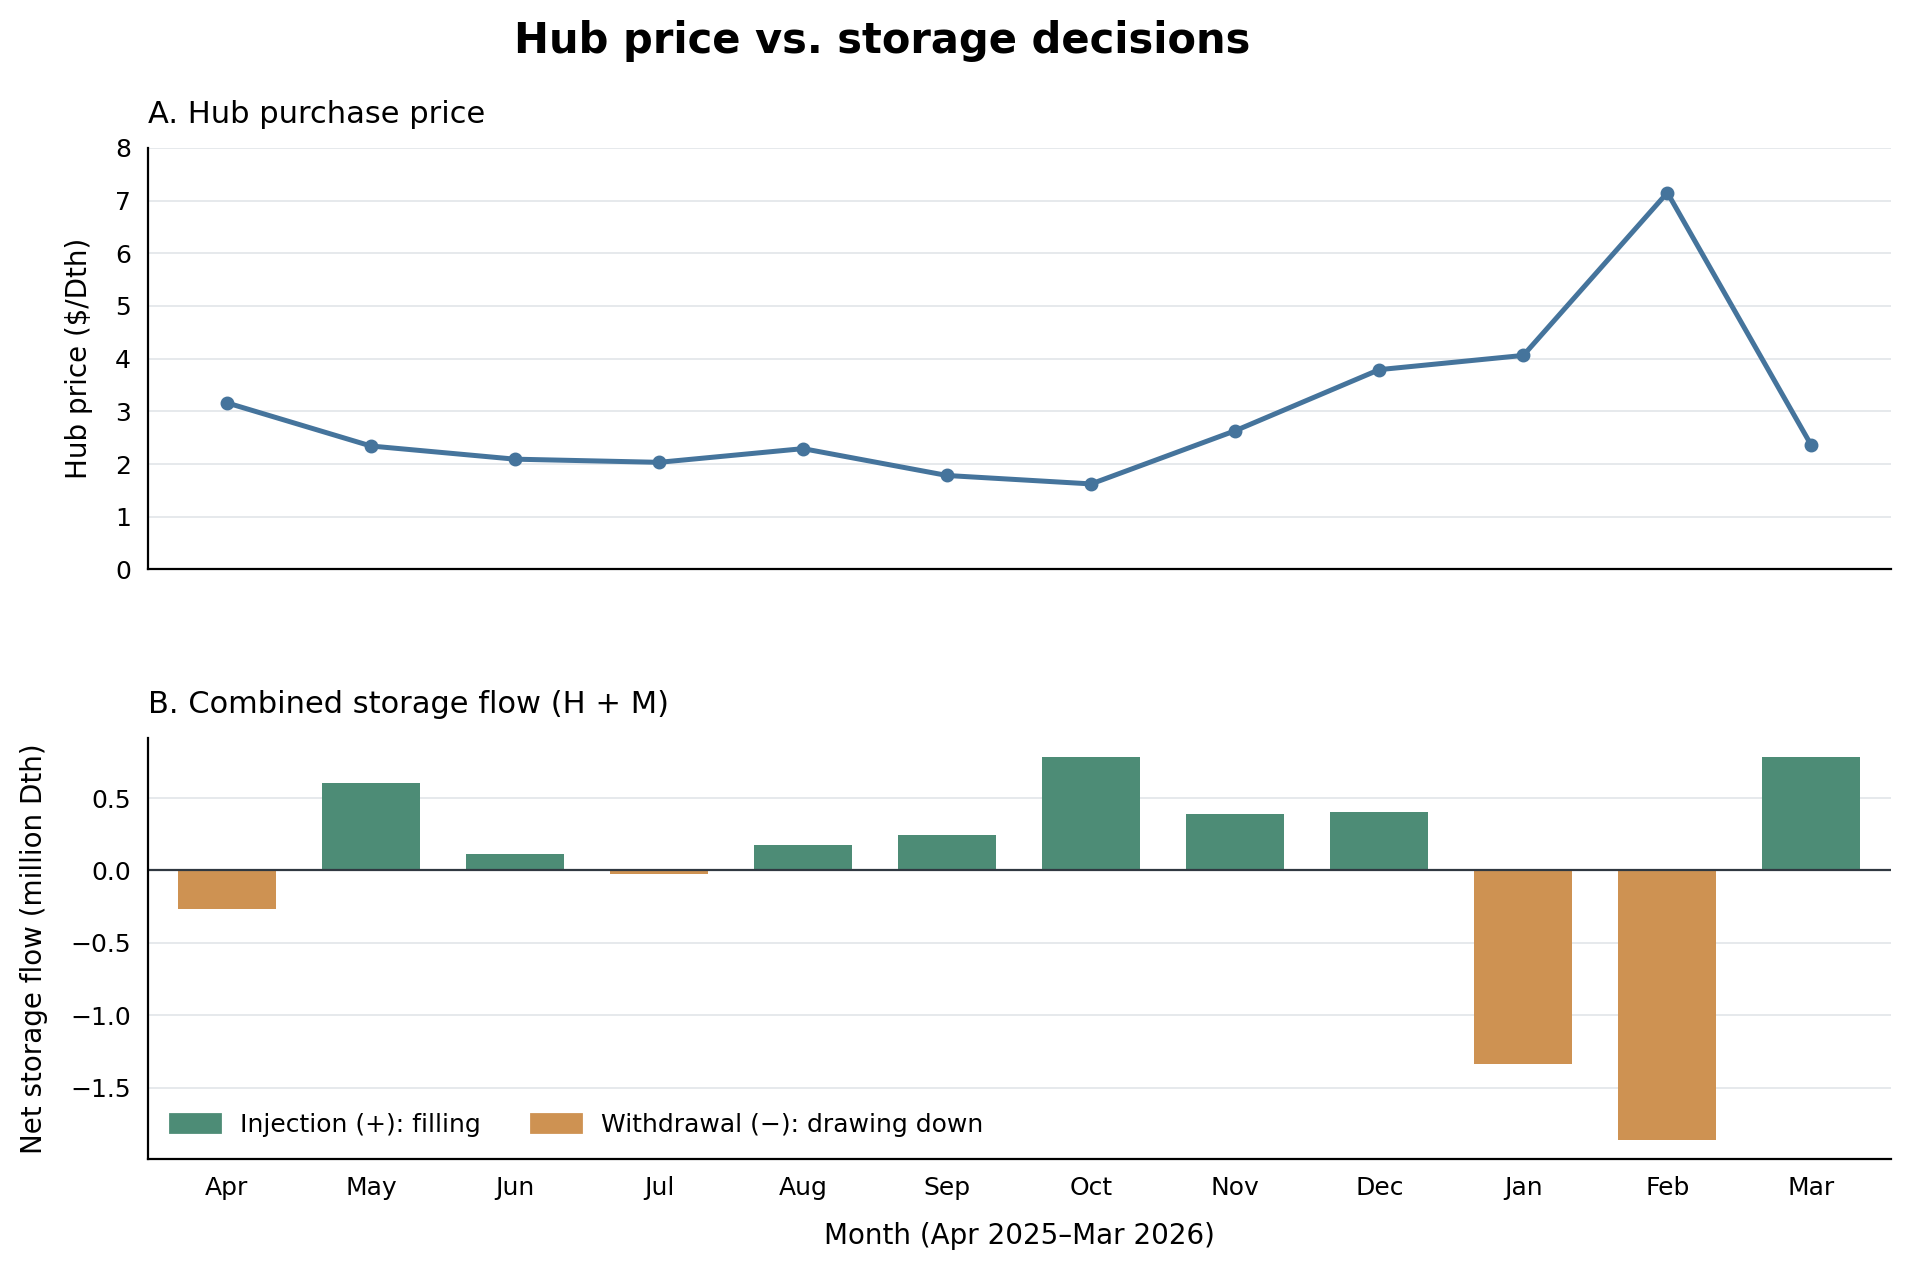 Hub price vs. storage decisions
A. Hub purchase price
Hub price ($/Dth)
8
7
6
5
4
3
2
1
0
B. Combined storage flow (H + M)
Net storage flow (million Dth)
0.5
0.0
−0.5
−1.0
−1.5
Injection (+): filling
Withdrawal (−): drawing down
Apr May Jun Jul Aug Sep Oct Nov Dec Jan Feb Mar
Month (Apr 2025–Mar 2026)